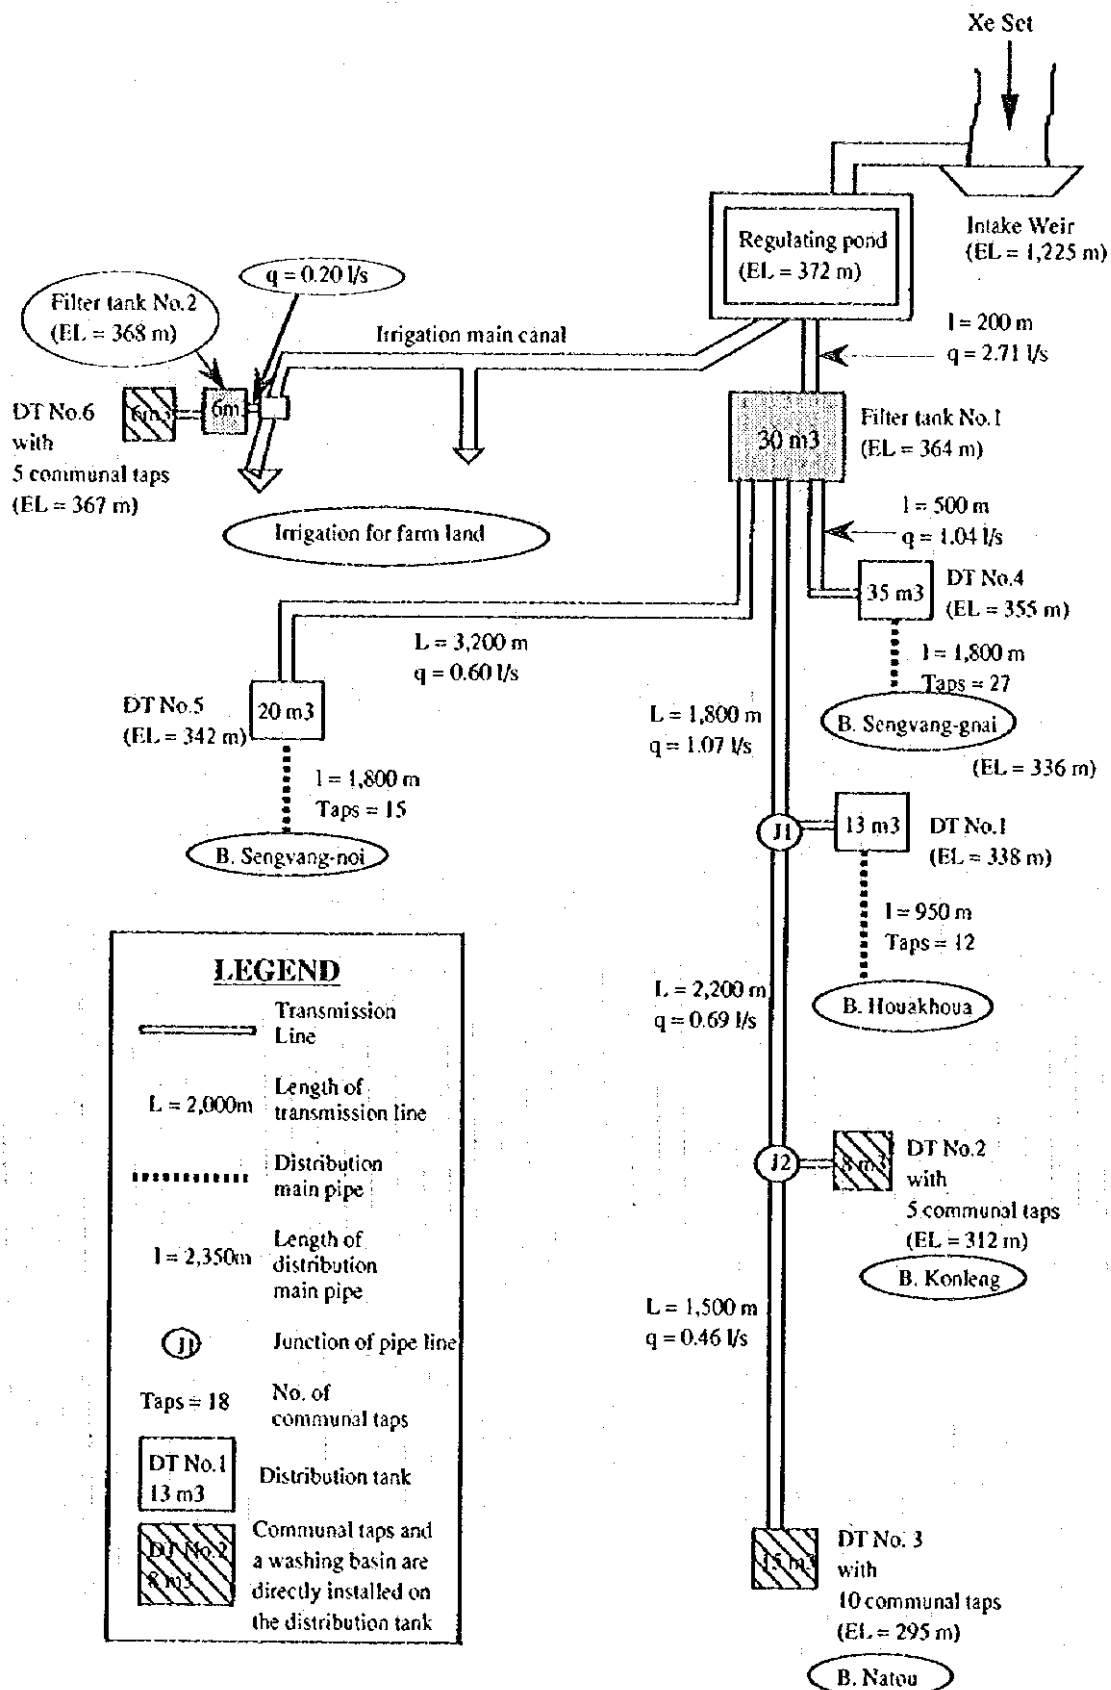 Xe Set
Intake Weir
(EL = 1,225 m)
Regulating pond
(EL = 372 m)
q = 0.20 l/s
Filter tank No.2
(EL = 368 m)
Irrigation main canal
l = 200 m
q = 2.71 l/s
6m3
6m
DT No.6
with
5 communal taps
(EL = 367 m)
30 m3
Filter tank No.1
(EL = 364 m)
Irrigation for farm land
l = 500 m
q = 1.04 l/s
35 m3
DT No.4
(EL = 355 m)
L = 3,200 m
q = 0.60 l/s
l = 1,800 m
Taps = 27
DT No.5
(EL = 342 m)
20 m3
L = 1,800 m
q = 1.07 l/s
B. Sengvang-gnai
(EL = 336 m)
l = 1,800 m
Taps = 15
J1
13 m3
DT No.1
(EL = 338 m)
B. Sengvang-noi
l = 950 m
Taps = 12
L = 2,200 m
q = 0.69 l/s
B. Houakhoua
J2
8 m3
DT No.2
with
5 communal taps
(EL = 312 m)
B. Konleng
L = 1,500 m
q = 0.46 l/s
15 m3
DT No. 3
with
10 communal taps
(EL = 295 m)
B. Natou
LEGEND
Transmission
Line
L = 2,000m
Length of
transmission line
Distribution
main pipe
l = 2,350m
Length of
distribution
main pipe
J1
Junction of pipe line
Taps = 18
No. of
communal taps
DT No.1
13 m3
Distribution tank
DT No.2
8 m3
Communal taps and
a washing basin are
directly installed on
the distribution tank